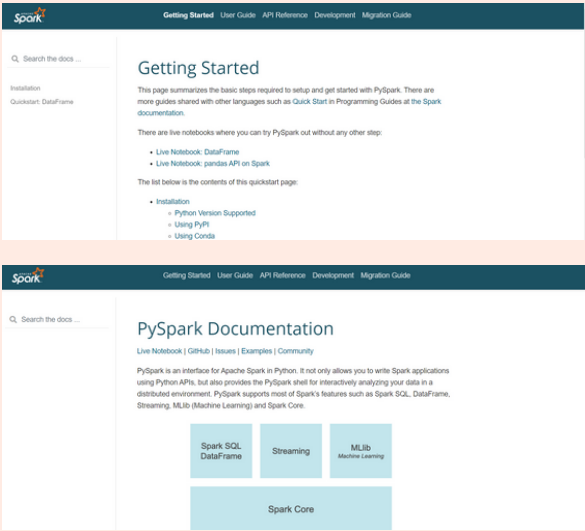 Spark
Getting Started User Guide API Reference Development Migration Guide
Search the docs ...
Installation
Quickstart: DataFrame
Getting Started
This page summarizes the basic steps required to setup and get started with PySpark. There are
more guides shared with other languages such as Quick Start in Programming Guides at the Spark
documentation.
There are live notebooks where you can try PySpark out without any other step:
• Live Notebook: DataFrame
• Live Notebook: pandas API on Spark
The list below is the contents of this quickstart page:
• Installation
◦ Python Version Supported
◦ Using PyPI
◦ Using Conda
Spark
Getting Started User Guide API Reference Development Migration Guide
Search the docs ...
PySpark Documentation
Live Notebook | GitHub | Issues | Examples | Community
PySpark is an interface for Apache Spark in Python. It not only allows you to write Spark applications
using Python APIs, but also provides the PySpark shell for interactively analyzing your data in a
distributed environment. PySpark supports most of Spark's features such as Spark SQL, DataFrame,
Streaming, MLlib (Machine Learning) and Spark Core.
Spark SQL
DataFrame
Streaming
MLlib
Machine Learning
Spark Core